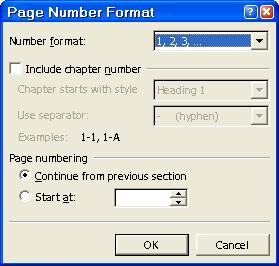 Page Number Format
Number format: 1, 2, 3, ...
Include chapter number
Chapter starts with style Heading 1
Use separator: - (hyphen)
Examples: 1-1, 1-A
Page numbering
Continue from previous section
Start at:
OK Cancel